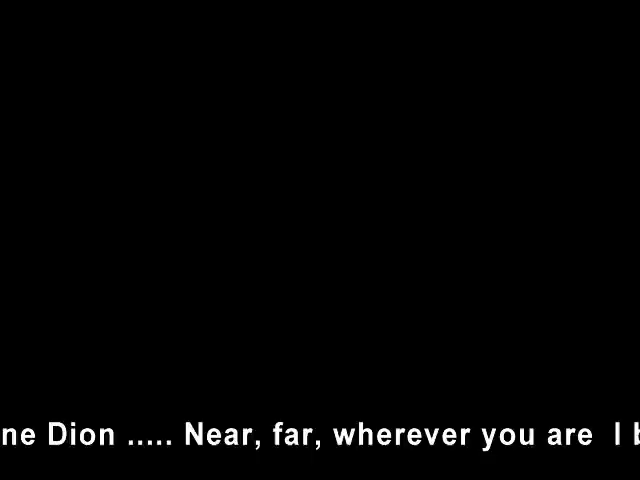 ne Dion ..... Near, far, wherever you are  I b